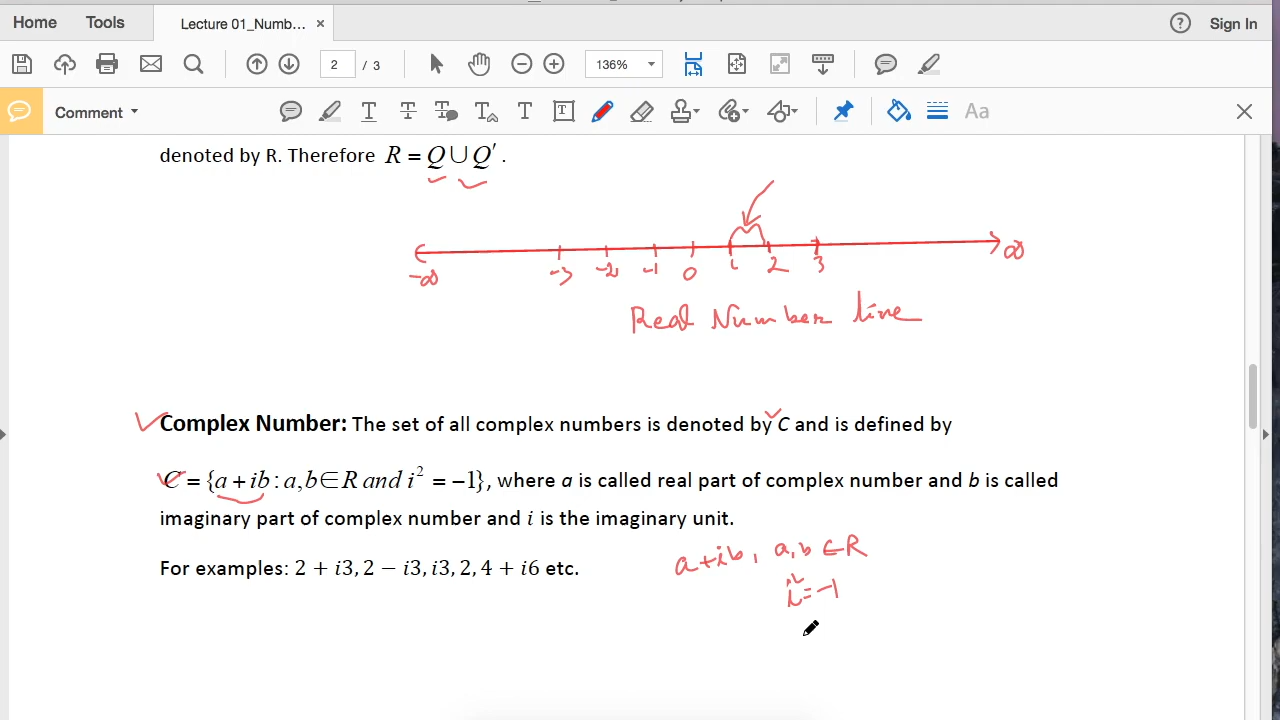 Home Tools Lecture 01_Numb... × ? Sign In
2 / 3 136%
Comment T T T T T Aa
denoted by R. Therefore R = Q ∪ Q′ .
-∞ -3 -2 -1 0 1 2 3 ∞
Real Number line
Complex Number: The set of all complex numbers is denoted by C and is defined by
C = {a + ib : a,b ∈ R and i² = −1}, where a is called real part of complex number and b is called
imaginary part of complex number and i is the imaginary unit.
a+ib, a,b ∈ R
For examples: 2 + i3, 2 − i3, i3, 2, 4 + i6 etc.
i² = -1